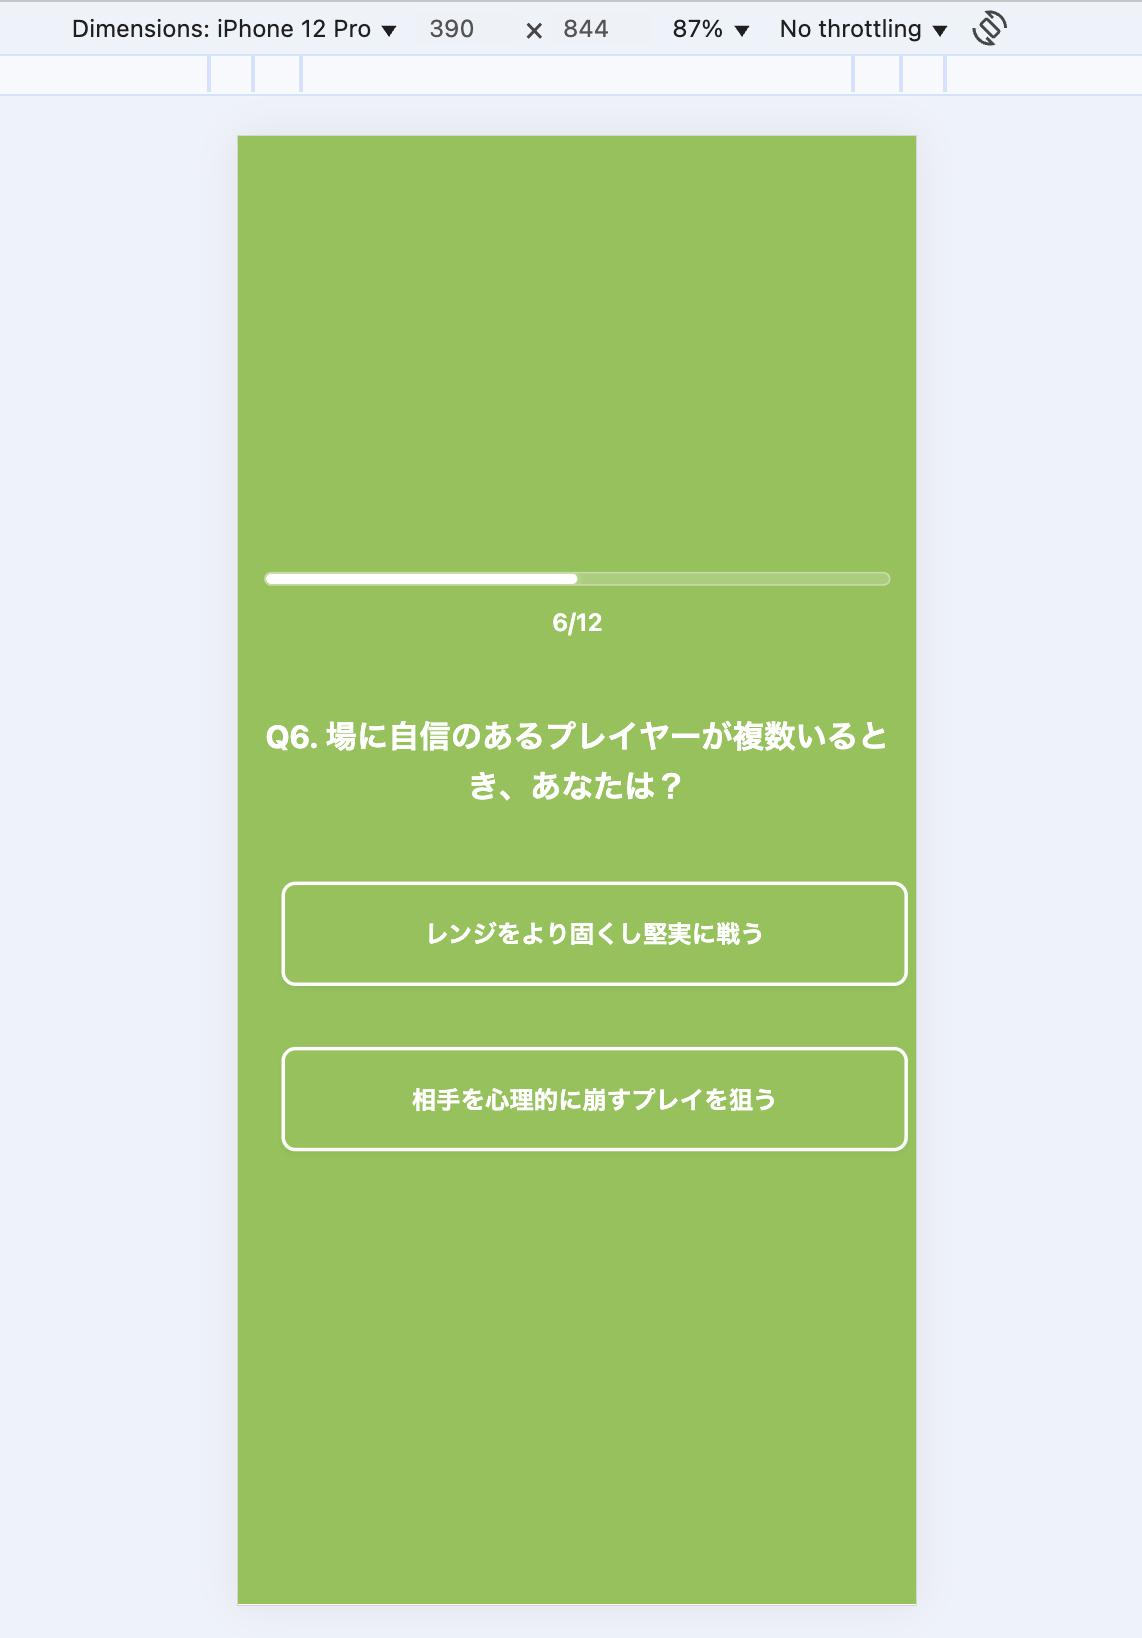 Dimensions: iPhone 12 Pro ▼ 390 × 844 87% ▼ No throttling ▼
6/12
Q6. 場に自信のあるプレイヤーが複数いると
き、あなたは？
レンジをより固くし堅実に戦う
相手を心理的に崩すプレイを狙う